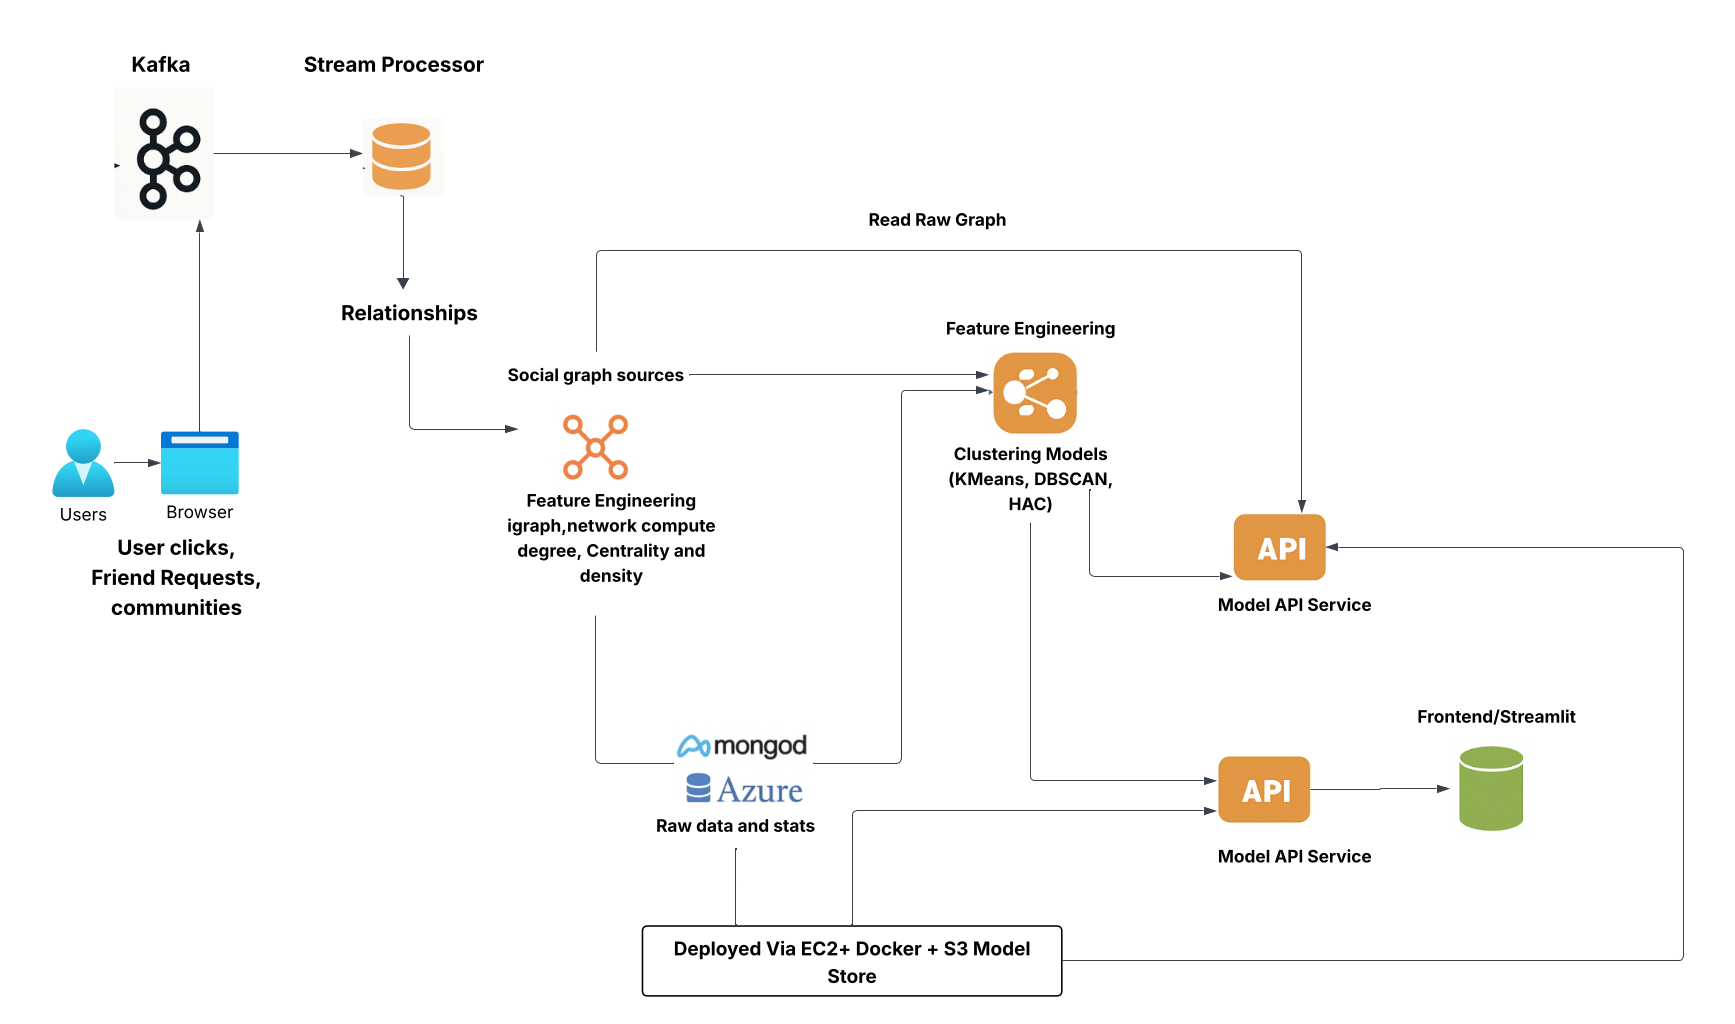 Kafka
Stream Processor
Read Raw Graph
Relationships
Feature Engineering
Social graph sources
Clustering Models
(KMeans, DBSCAN,
HAC)
Users
Browser
User clicks,
Friend Requests,
communities
Feature Engineering
igraph,network compute
degree, Centrality and
density
API
Model API Service
Frontend/Streamlit
mongod
Azure
Raw data and stats
API
Model API Service
Deployed Via EC2+ Docker + S3 Model
Store